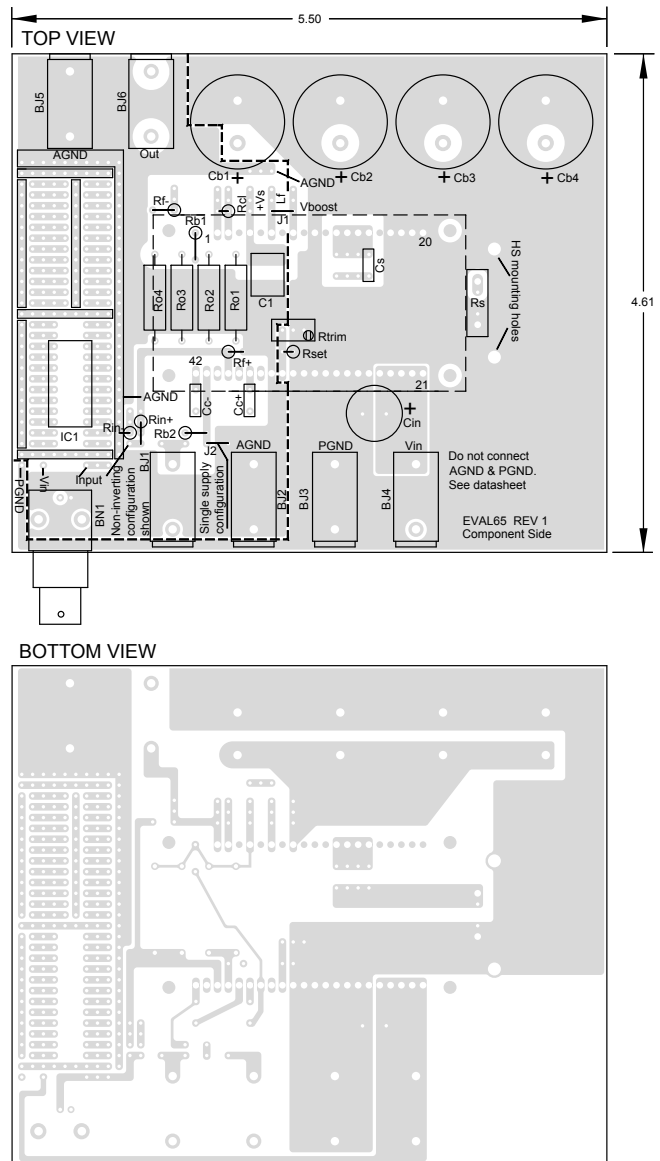 5.50
TOP VIEW
4.61
BJ5
BJ6
AGND
Out
Cb1 +
+ Cb2
+ Cb3
+ Cb4
AGND
Rf-
Rcl
+Vs
Lf
Vboost
J1
Rb1
1
20
HS mounting holes
Cs
Rs
Ro4
Ro3
Ro2
Ro1
C1
Rtrim
Rset
42
Rf+
21
AGND
Cc-
Cc+
+
Cin
IC1
Rin-
Rin+
Rb2
J2
AGND
PGND
Vin
Do not connect
AGND & PGND.
See datasheet
PGND
Vin
Input
BN1
Non-inverting
configuration
shown
BJ1
Single supply
configuration
BJ2
BJ3
BJ4
EVAL65 REV 1
Component Side
BOTTOM VIEW